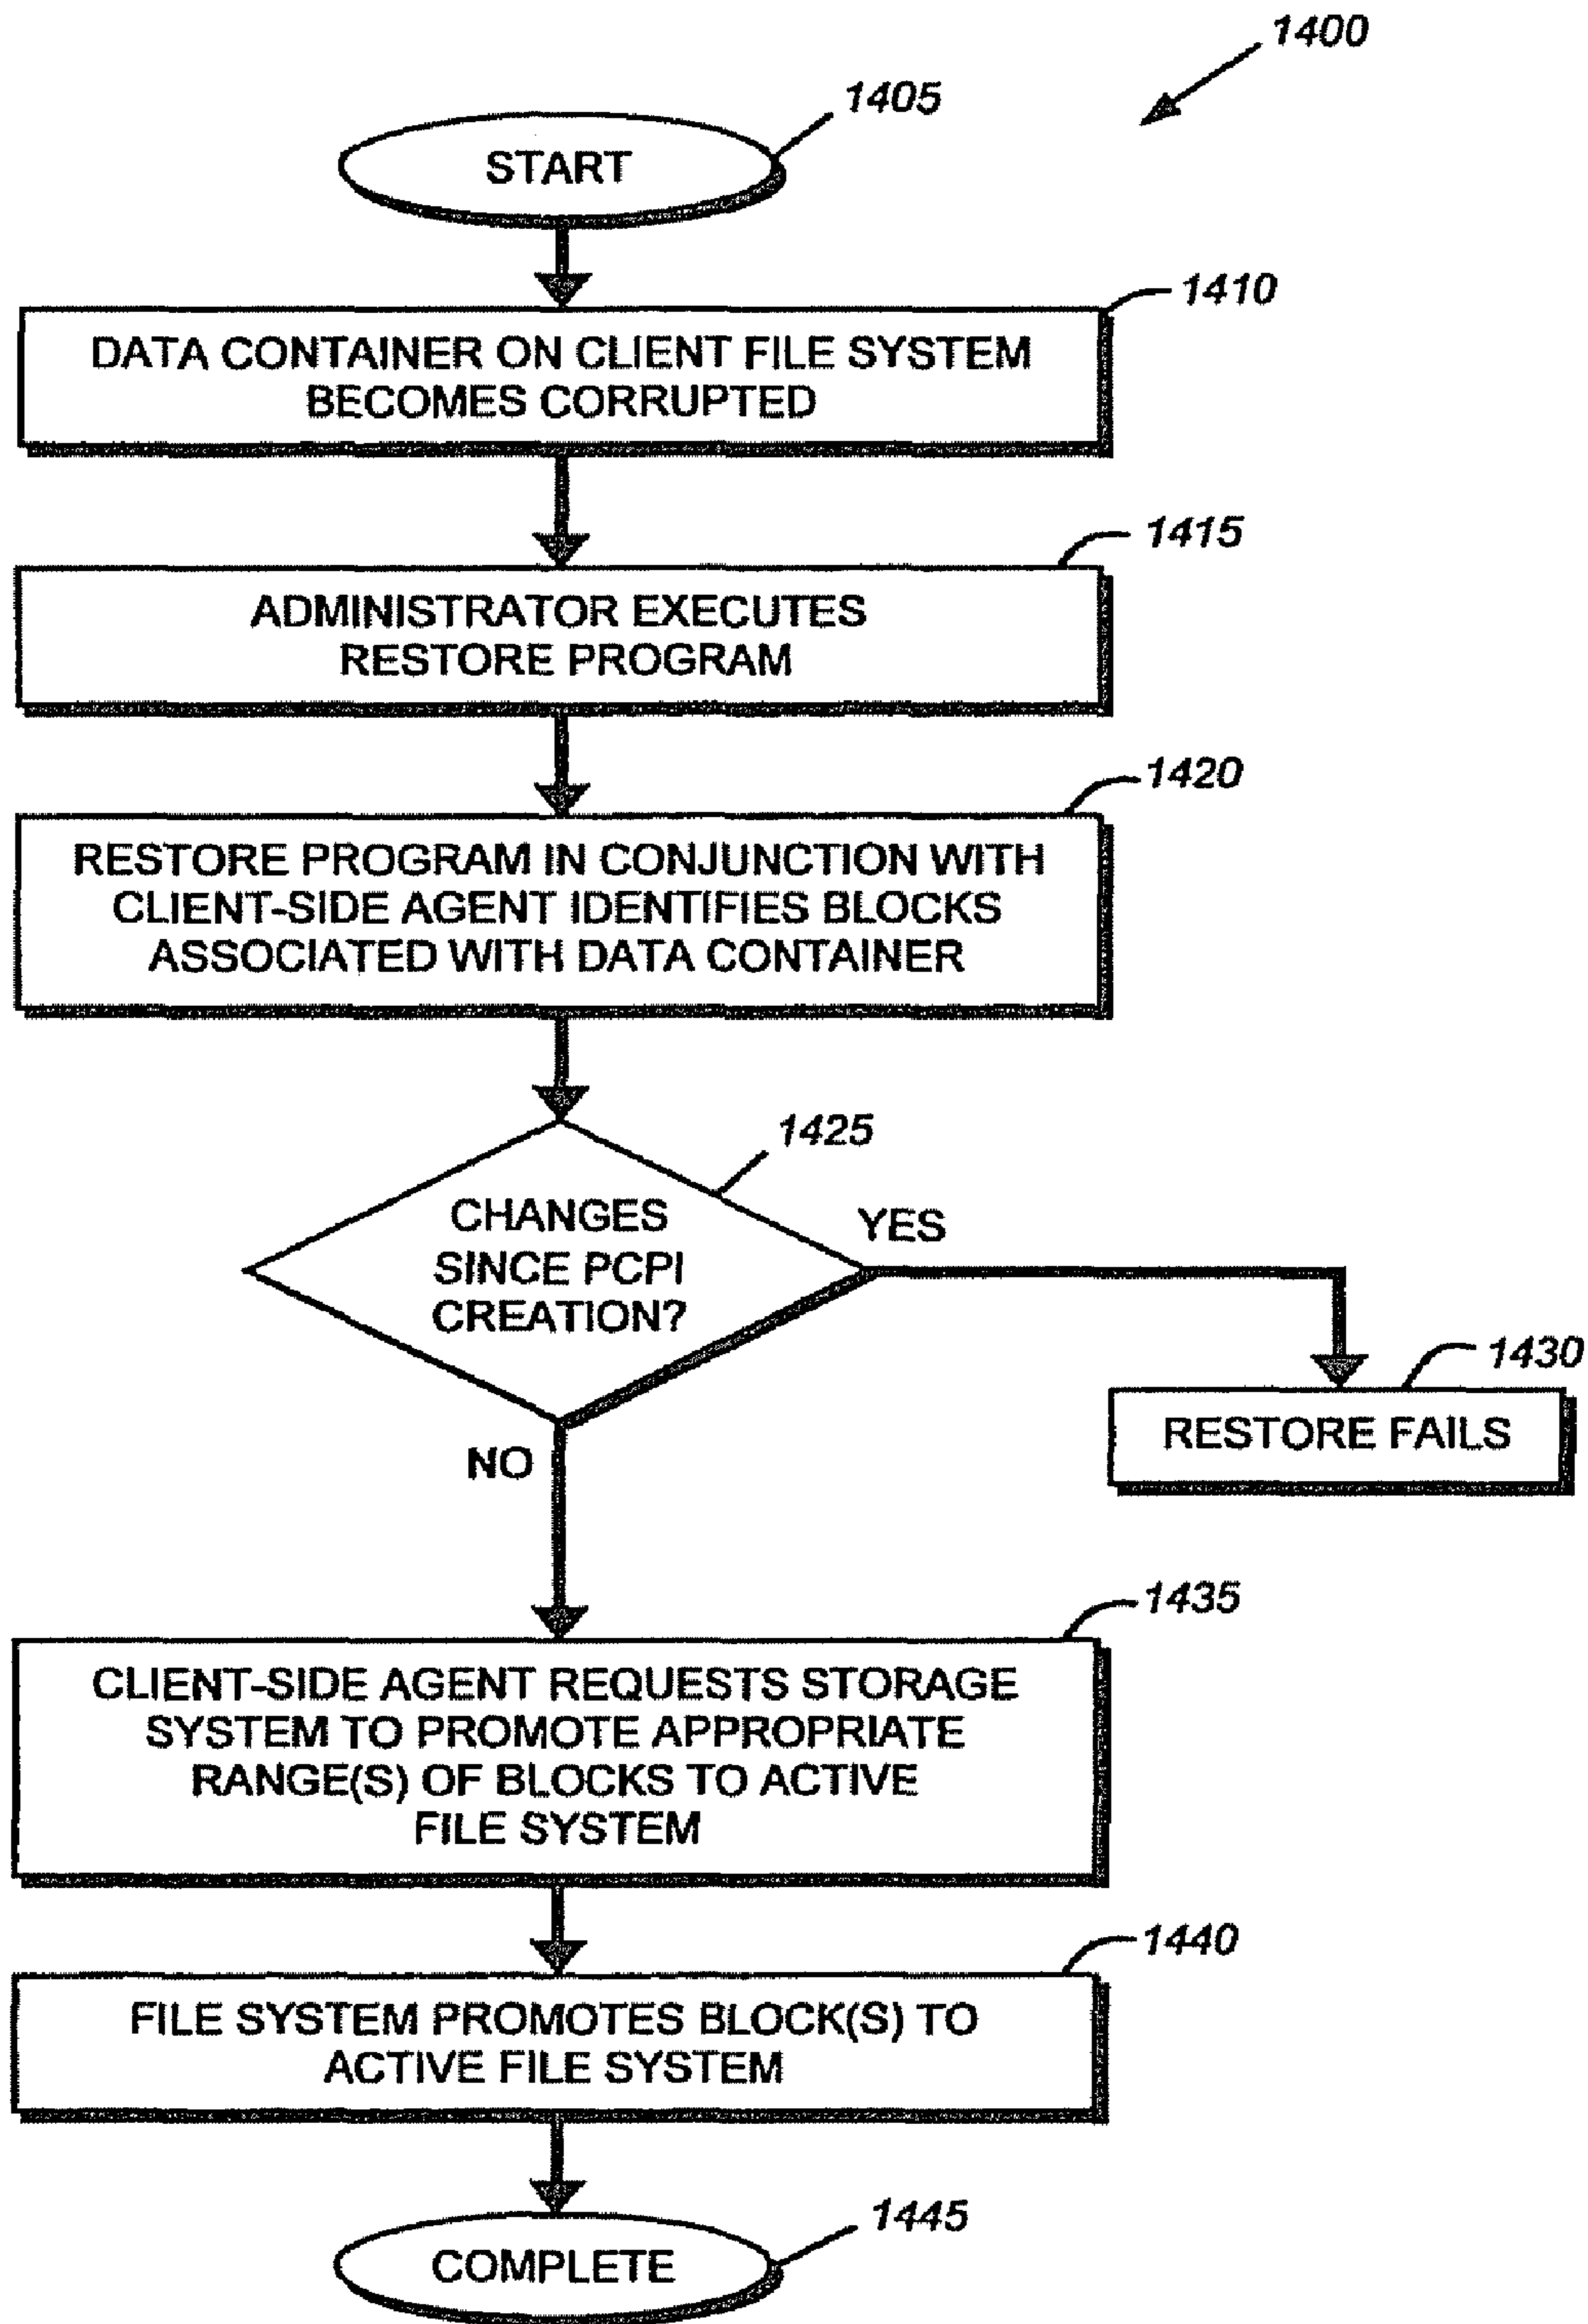 1400
1405
START
1410
DATA CONTAINER ON CLIENT FILE SYSTEM
BECOMES CORRUPTED
1415
ADMINISTRATOR EXECUTES
RESTORE PROGRAM
1420
RESTORE PROGRAM IN CONJUNCTION WITH
CLIENT-SIDE AGENT IDENTIFIES BLOCKS
ASSOCIATED WITH DATA CONTAINER
1425
CHANGES
SINCE PCPI
CREATION?
YES
1430
RESTORE FAILS
NO
1435
CLIENT-SIDE AGENT REQUESTS STORAGE
SYSTEM TO PROMOTE APPROPRIATE
RANGE(S) OF BLOCKS TO ACTIVE
FILE SYSTEM
1440
FILE SYSTEM PROMOTES BLOCK(S) TO
ACTIVE FILE SYSTEM
1445
COMPLETE